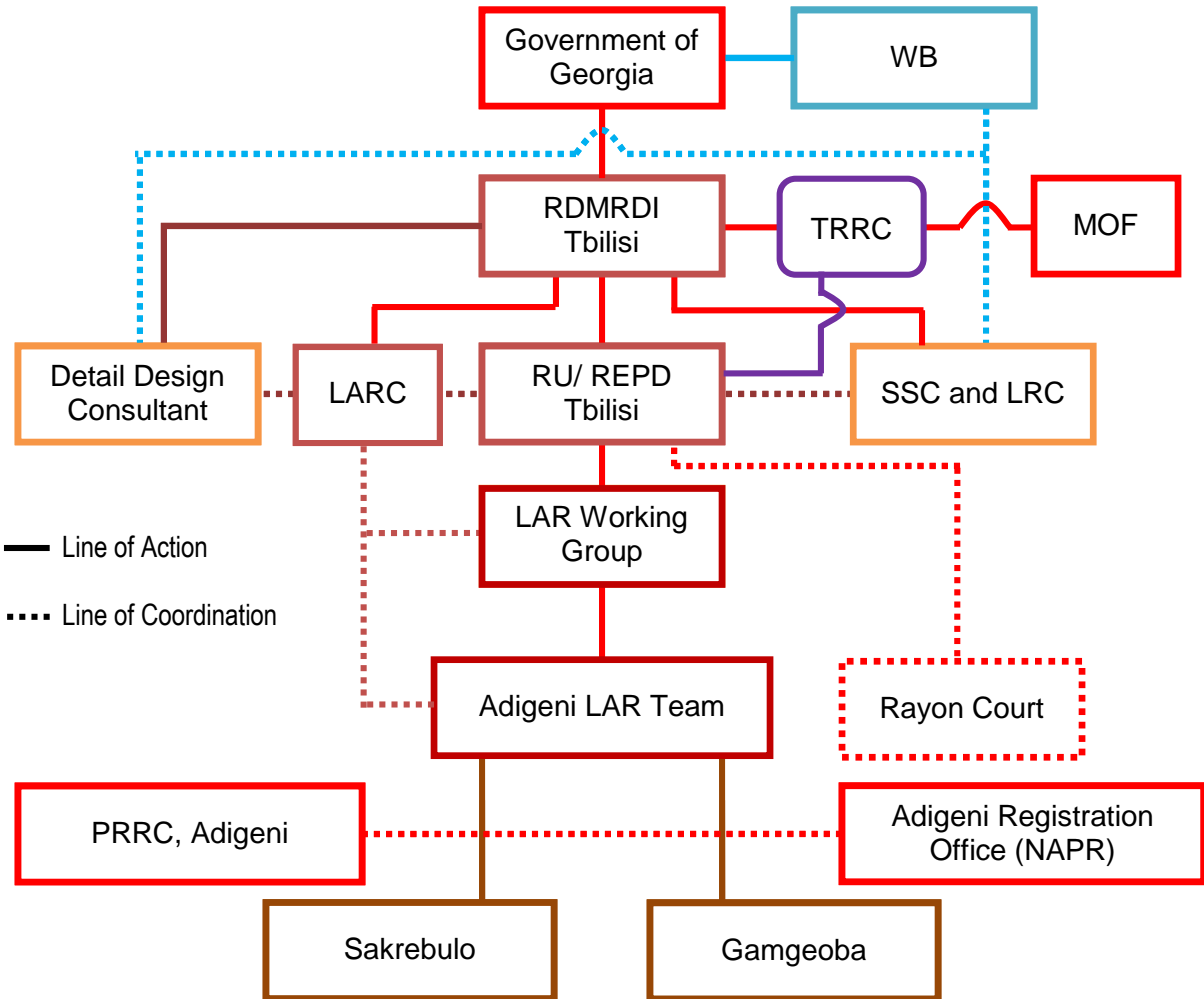 Government of
Georgia
WB
RDMRDI
Tbilisi
TRRC
MOF
Detail Design
Consultant
LARC
RU/ REPD
Tbilisi
SSC and LRC
LAR Working
Group
Line of Action
Line of Coordination
Adigeni LAR Team
Rayon Court
PRRC, Adigeni
Adigeni Registration
Office (NAPR)
Sakrebulo
Gamgeoba